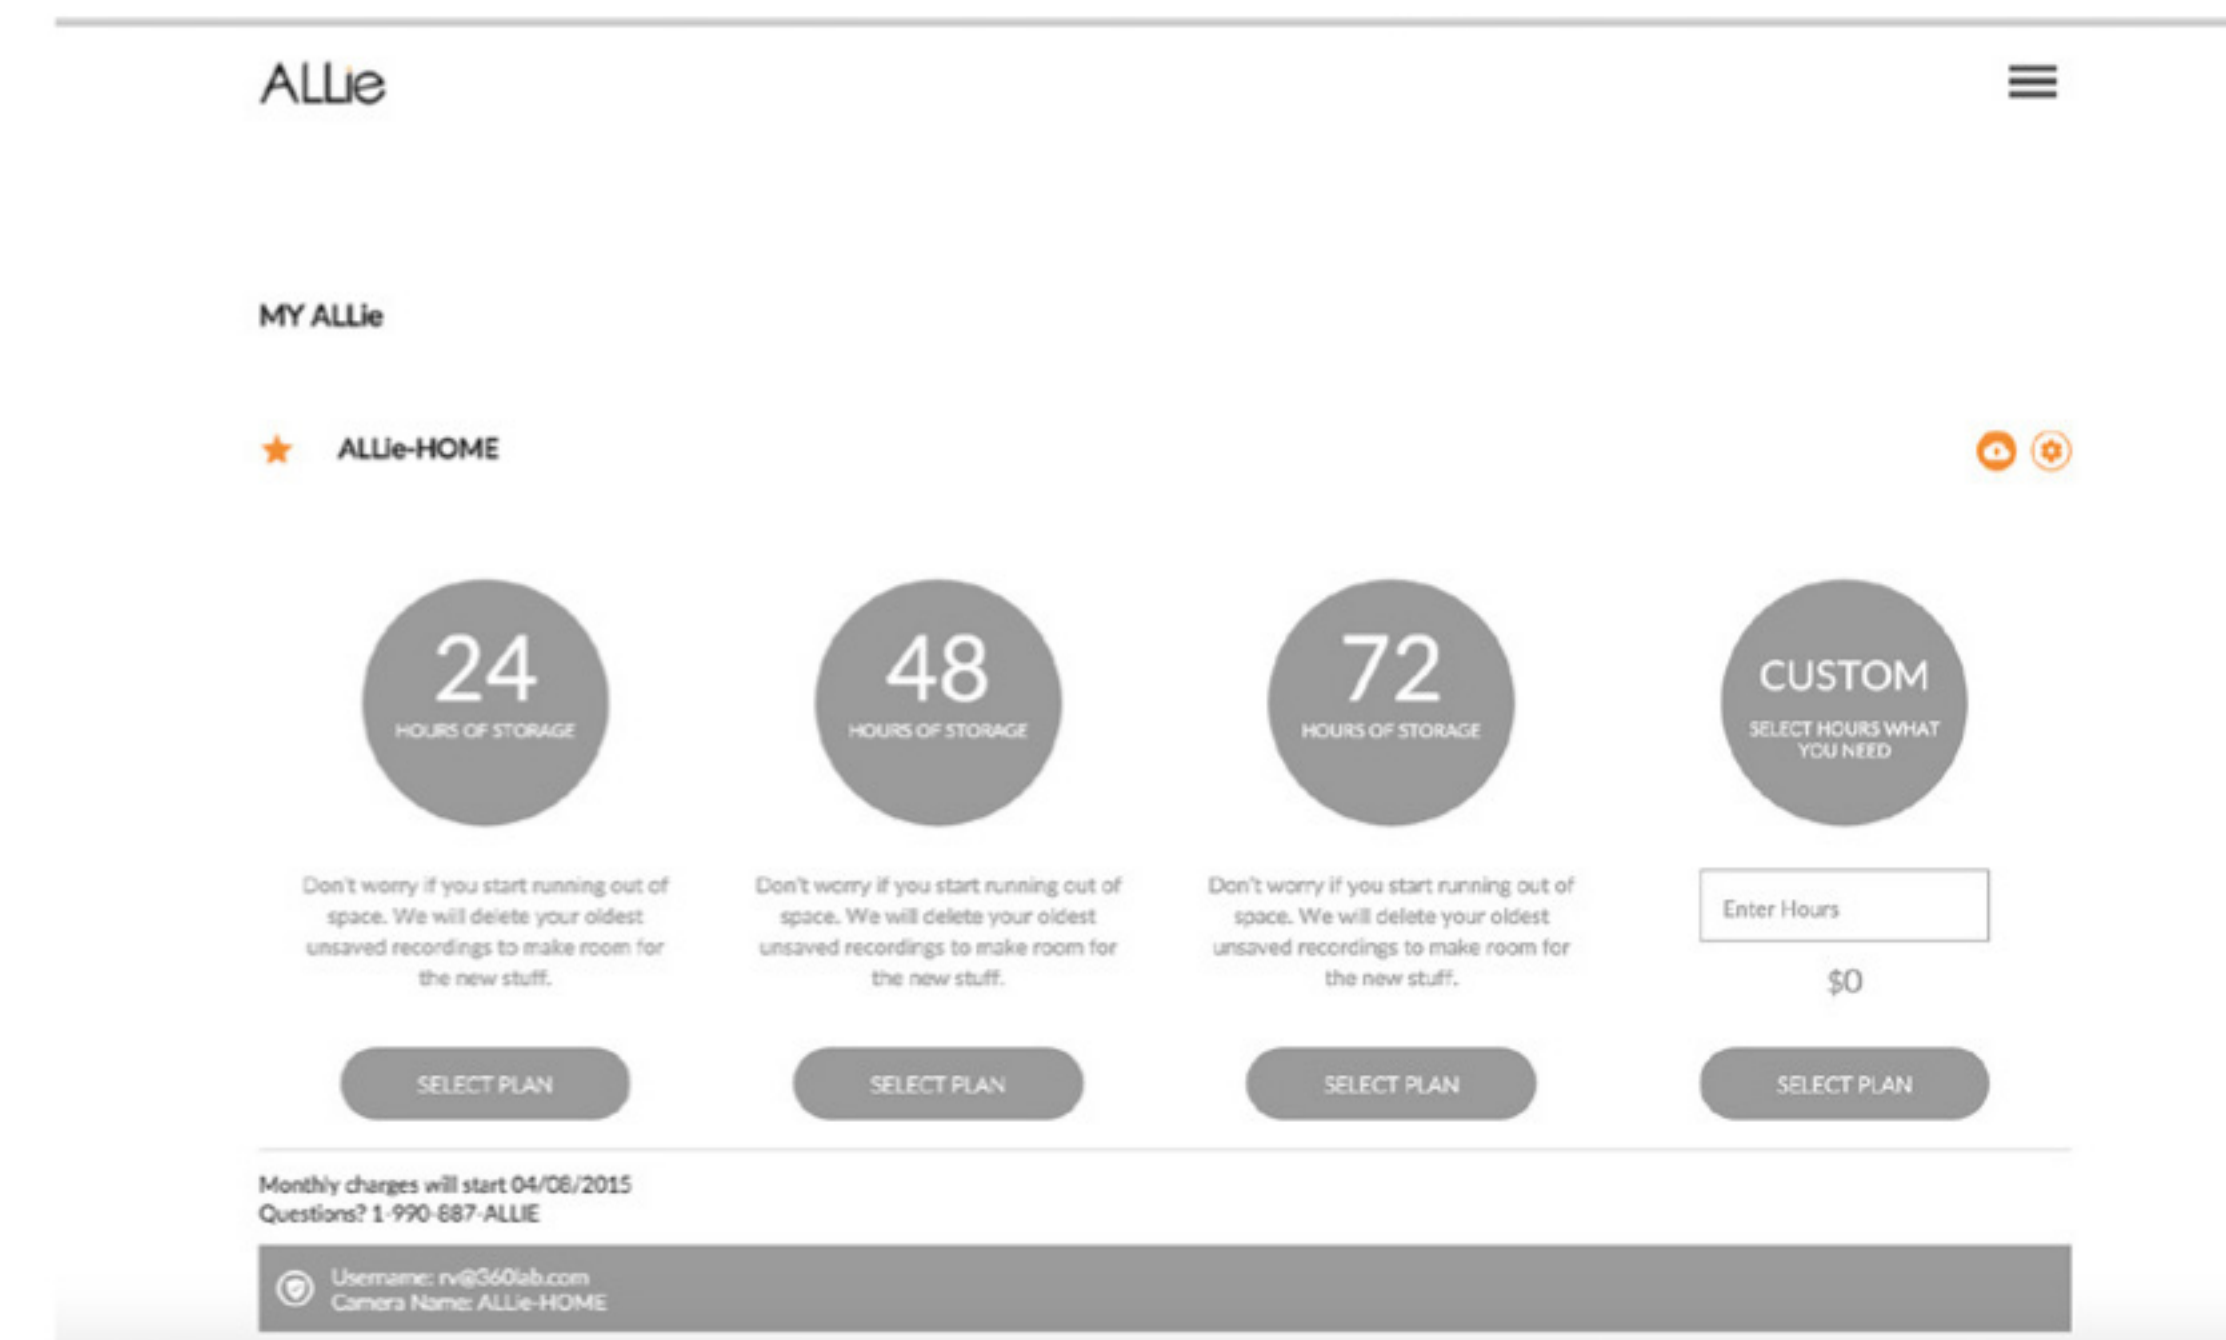 ALLie
MY ALLie
ALLie-HOME
24
HOURS OF STORAGE
Don't worry if you start running out of
space. We will delete your oldest
unsaved recordings to make room for
the new stuff.
SELECT PLAN
48
HOURS OF STORAGE
Don't worry if you start running out of
space. We will delete your oldest
unsaved recordings to make room for
the new stuff.
SELECT PLAN
72
HOURS OF STORAGE
Don't worry if you start running out of
space. We will delete your oldest
unsaved recordings to make room for
the new stuff.
SELECT PLAN
CUSTOM
SELECT HOURS WHAT
YOU NEED
Enter Hours
$0
SELECT PLAN
Monthly charges will start 04/08/2015
Questions? 1-990-887-ALLIE
Username: rv@360lab.com
Camera Name: ALLie-HOME